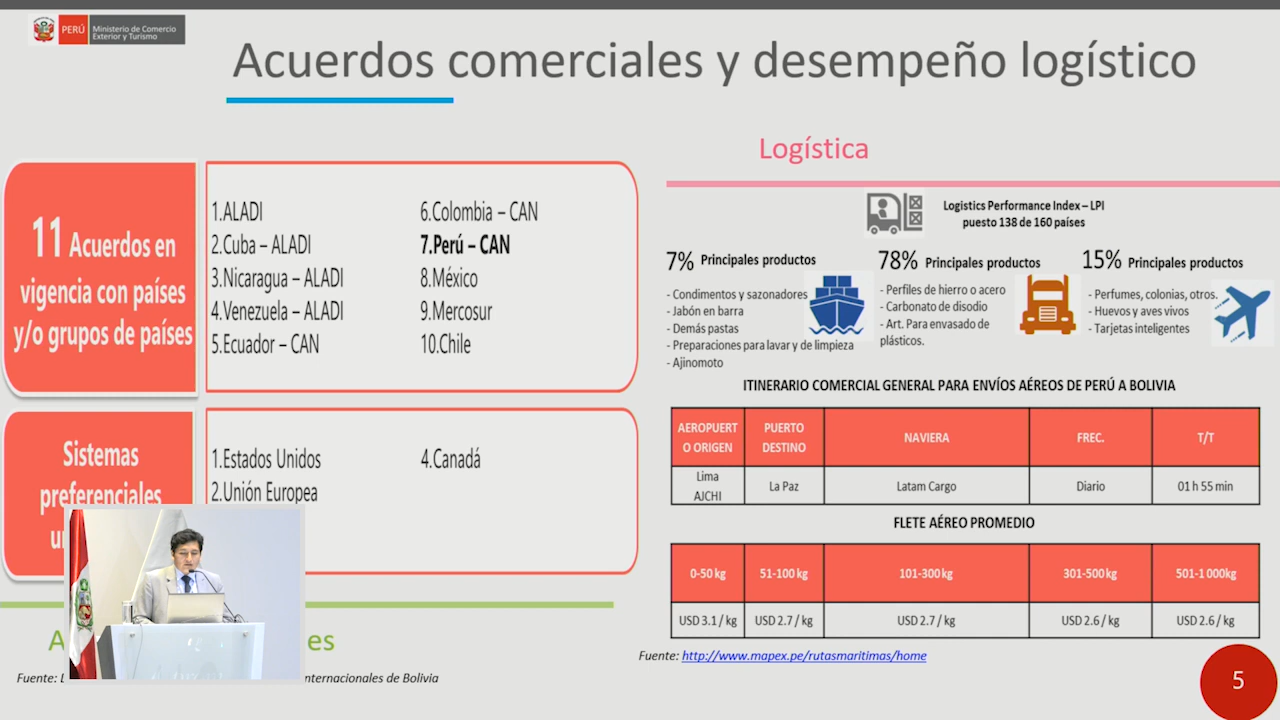 PERÚ
Ministerio de Comercio
Exterior y Turismo
Acuerdos comerciales y desempeño logístico
11 Acuerdos en
vigencia con países
y/o grupos de países
1.ALADI
2.Cuba – ALADI
3.Nicaragua – ALADI
4.Venezuela – ALADI
5.Ecuador – CAN
6.Colombia – CAN
7.Perú – CAN
8.México
9.Mercosur
10.Chile
Sistemas
preferenciales
1.Estados Unidos
2.Unión Europea
4.Canadá
Fuente:
nternacionales de Bolivia
Logística
Logistics Performance Index – LPI
puesto 138 de 160 países
7% Principales productos
- Condimentos y sazonadores
- Jabón en barra
- Demás pastas
- Preparaciones para lavar y de limpieza
- Ajinomoto
78% Principales productos
- Perfiles de hierro o acero
- Carbonato de disodio
- Art. Para envasado de
plásticos.
15% Principales productos
- Perfumes, colonias, otros.
- Huevos y aves vivos
- Tarjetas inteligentes
ITINERARIO COMERCIAL GENERAL PARA ENVÍOS AÉREOS DE PERÚ A BOLIVIA
AEROPUERT
O ORIGEN
PUERTO
DESTINO
NAVIERA
FREC.
T/T
Lima
AJCHI
La Paz
Latam Cargo
Diario
01 h 55 min
FLETE AÉREO PROMEDIO
0-50 kg 51-100 kg 101-300 kg 301-500 kg 501-1 000kg
USD 3.1 / kg USD 2.7 / kg USD 2.7 / kg USD 2.6 / kg USD 2.6 / kg
Fuente: http://www.mapex.pe/rutasmaritimas/home
5